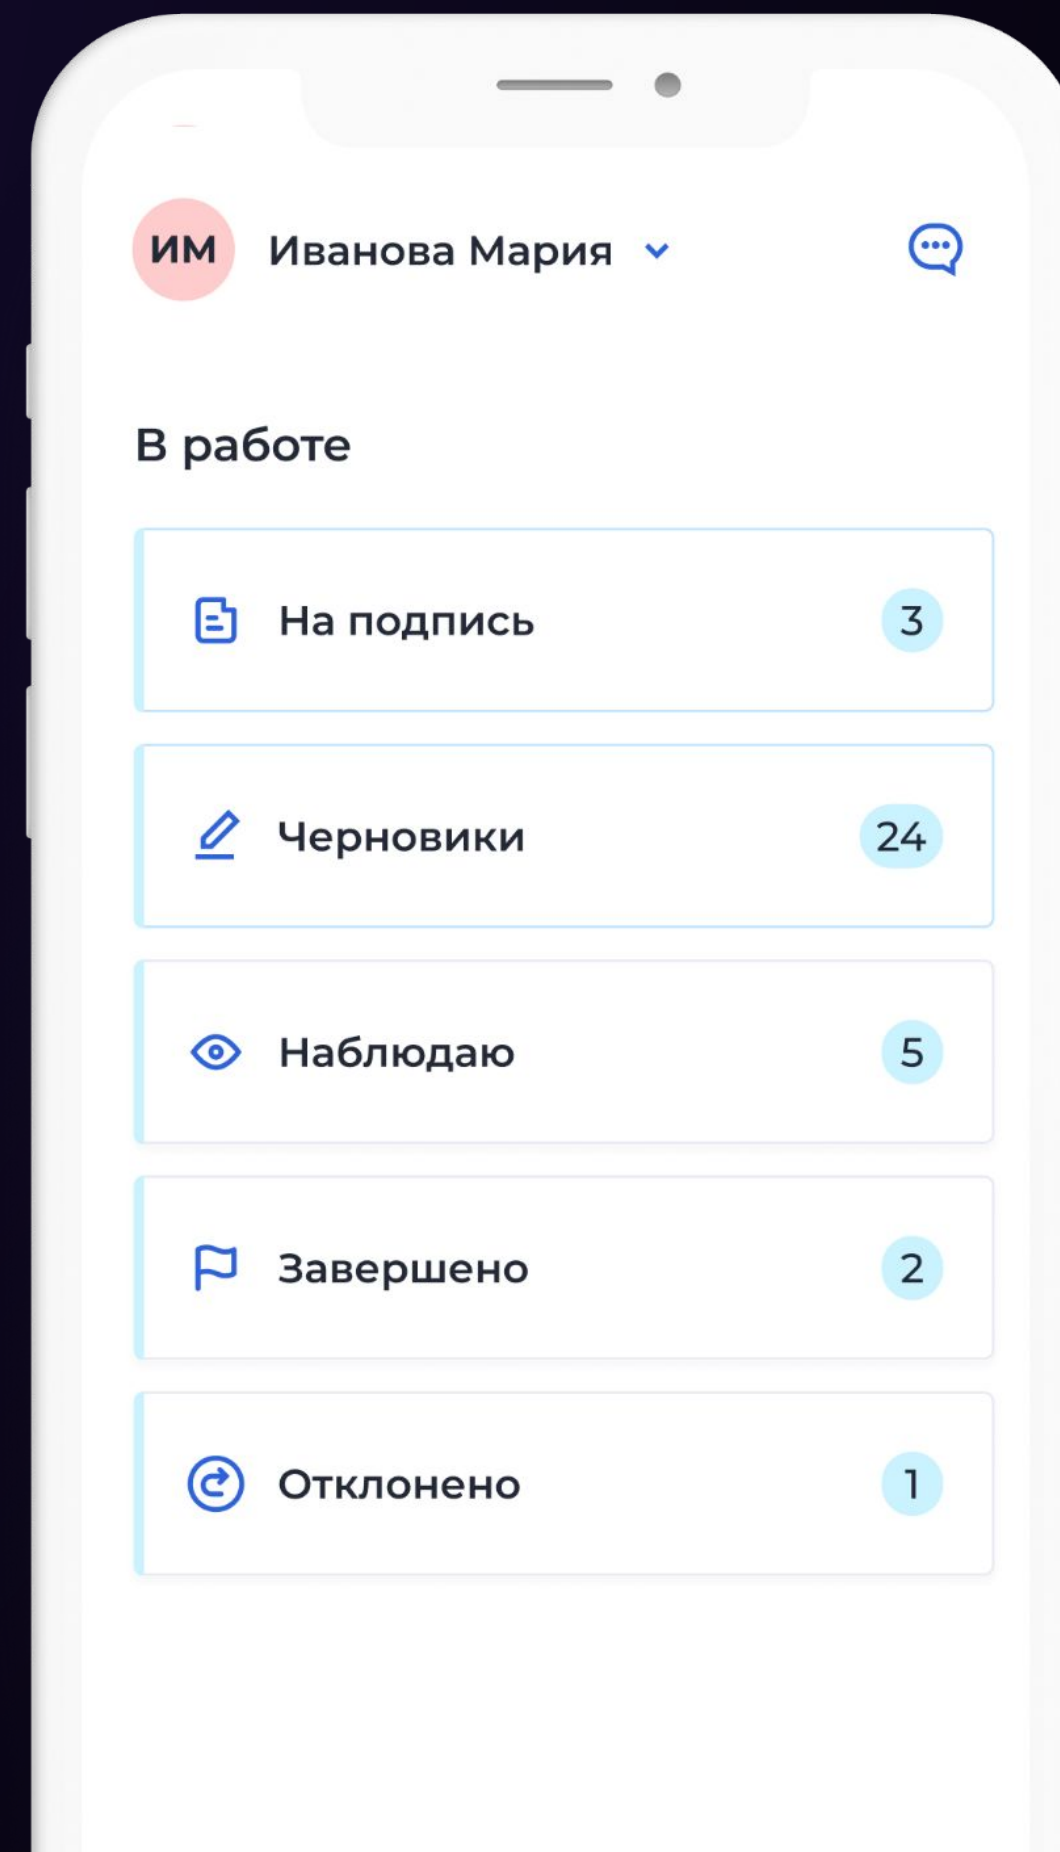 ИМ Иванова Мария
В работе
На подпись 3
Черновики 24
Наблюдаю 5
Завершено 2
Отклонено 1